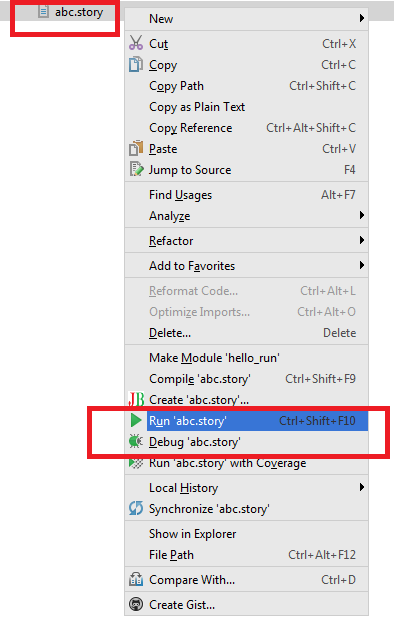 abc.story
New
Cut Ctrl+X
Copy Ctrl+C
Copy Path Ctrl+Shift+C
Copy as Plain Text
Copy Reference Ctrl+Alt+Shift+C
Paste Ctrl+V
Jump to Source F4
Find Usages Alt+F7
Analyze
Refactor
Add to Favorites
Reformat Code... Ctrl+Alt+L
Optimize Imports... Ctrl+Alt+O
Delete... Delete
Make Module 'hello_run'
Compile 'abc.story' Ctrl+Shift+F9
JB Create 'abc.story'...
Run 'abc.story' Ctrl+Shift+F10
Debug 'abc.story'
Run 'abc.story' with Coverage
Local History
Synchronize 'abc.story'
Show in Explorer
File Path Ctrl+Alt+F12
Compare With... Ctrl+D
Create Gist...